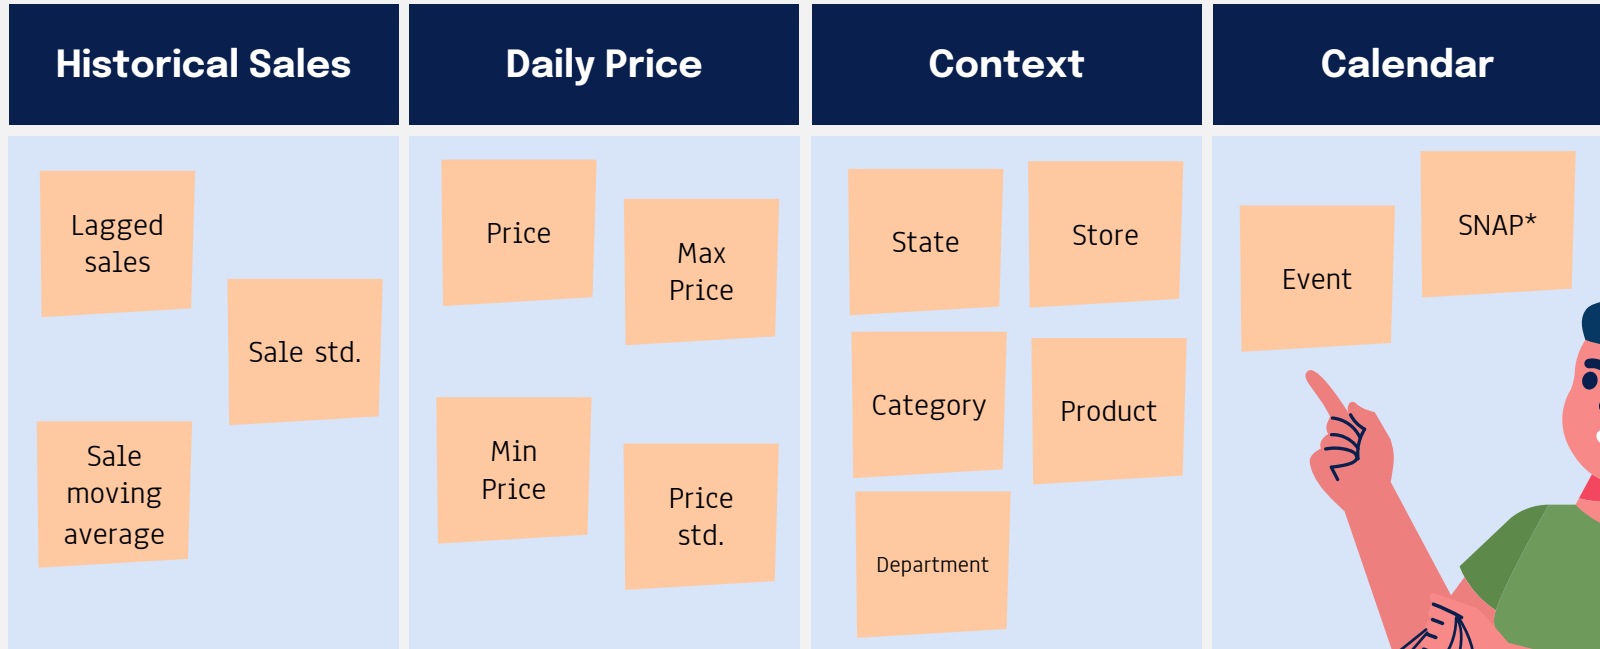 Historical Sales
Lagged
sales
Sale std.
Sale
moving
average
Daily Price
Price
Max
Price
Min
Price
Price
std.
Context
State
Store
Category
Product
Department
Calendar
Event
SNAP*